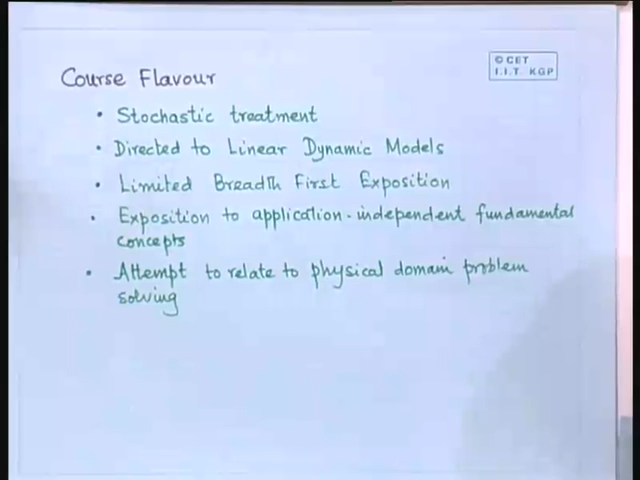 © CET
I.I.T KGP
Course Flavour
• Stochastic treatment
• Directed to Linear Dynamic Models
• Limited Breadth First Exposition
• Exposition to application-independent fundamental
concepts
• Attempt to relate to physical domain problem
solving